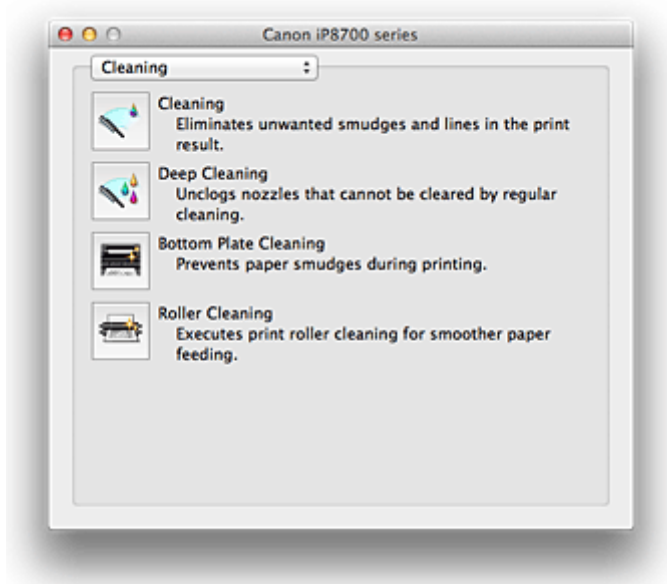 Canon iP8700 series
Cleaning
Cleaning
Eliminates unwanted smudges and lines in the print
result.
Deep Cleaning
Unclogs nozzles that cannot be cleared by regular
cleaning.
Bottom Plate Cleaning
Prevents paper smudges during printing.
Roller Cleaning
Executes print roller cleaning for smoother paper
feeding.